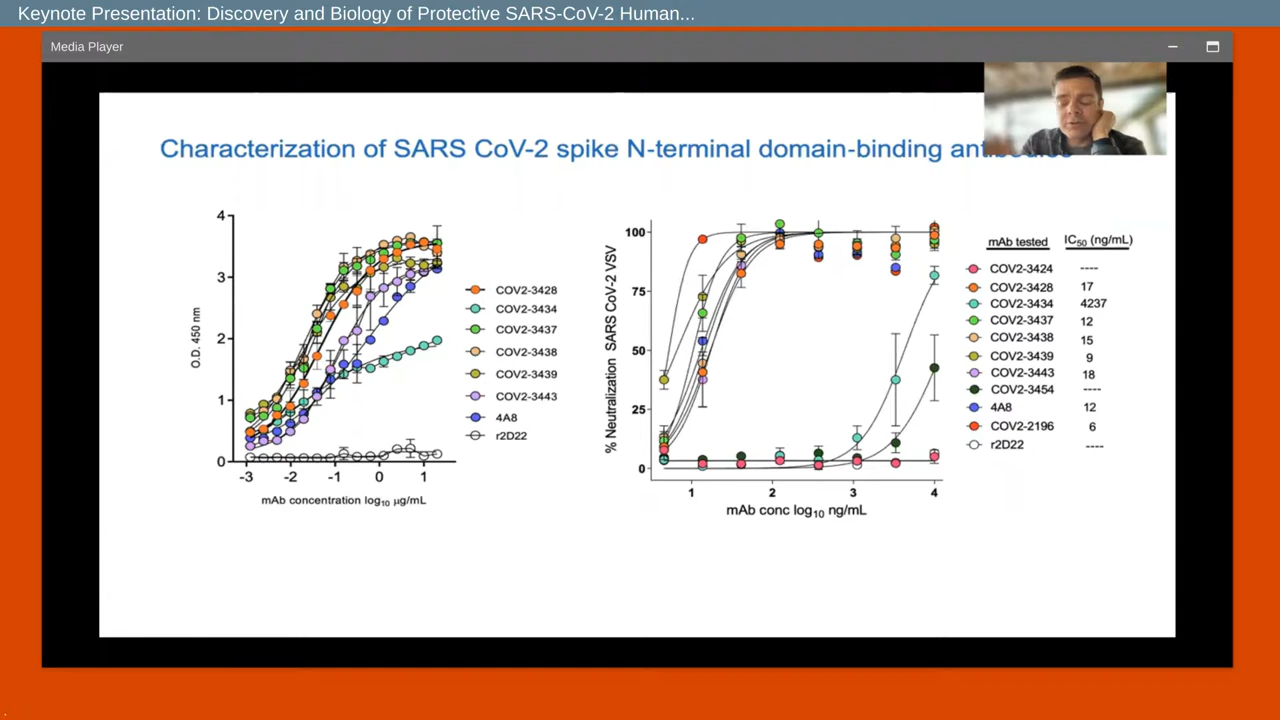 Keynote Presentation: Discovery and Biology of Protective SARS-CoV-2 Human...
Media Player
Characterization of SARS CoV-2 spike N-terminal domain-binding antibodies
4
3
2
1
0
O.D. 450 nm
-3 -2 -1 0 1
mAb concentration log10 µg/mL
COV2-3428
COV2-3434
COV2-3437
COV2-3438
COV2-3439
COV2-3443
4A8
r2D22
100
75
50
25
0
% Neutralization SARS CoV-2 VSV
1 2 3 4
mAb conc log10 ng/mL
mAb tested IC50 (ng/mL)
COV2-3424 ----
COV2-3428 17
COV2-3434 4237
COV2-3437 12
COV2-3438 15
COV2-3439 9
COV2-3443 18
COV2-3454 ----
4A8 12
COV2-2196 6
r2D22 ----